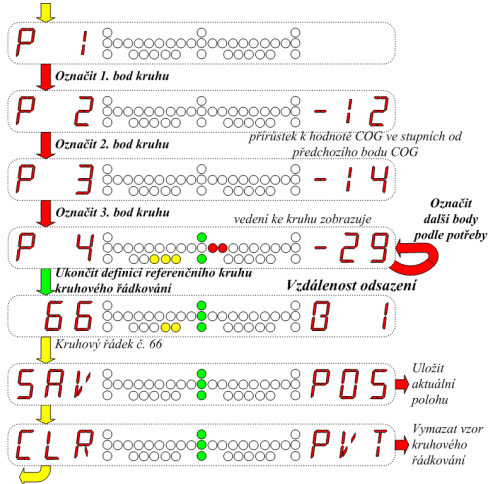 P 1
Označit 1. bod kruhu
P 2 -12
Označit 2. bod kruhu
přírůstek k hodnotě COG ve stupních od
předchozího bodu COG
P 3 -14
Označit 3. bod kruhu
vedení ke kruhu zobrazuje
Označit
další body
podle potřeby
P 4 -29
Ukončit definici referenčního kruhu
kruhového řádkování
Vzdálenost odsazení
66 B 1
Kruhový řádek č. 66
SAV POS
Uložit
aktuální
polohu
CLR PVT
Vymazat vzor
kruhového
řádkování